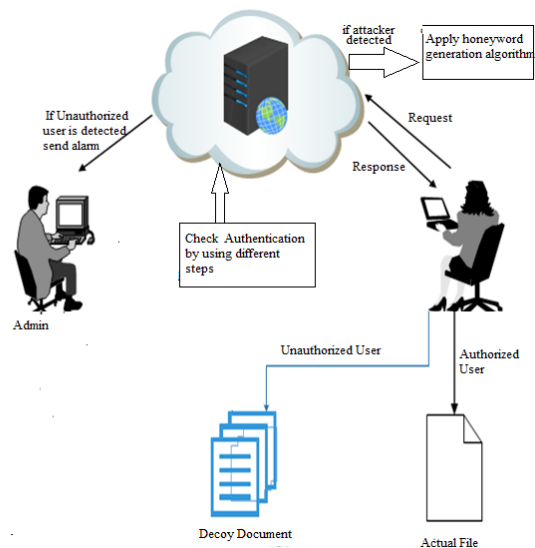 if attacker
detected
Apply honeyword
generation algorithm
If Unauthorized
user is detected
send alarm
Request
Response
Check Authentication
by using different
steps
Admin
Unauthorized User
Authorized
User
Decoy Document
Actual File